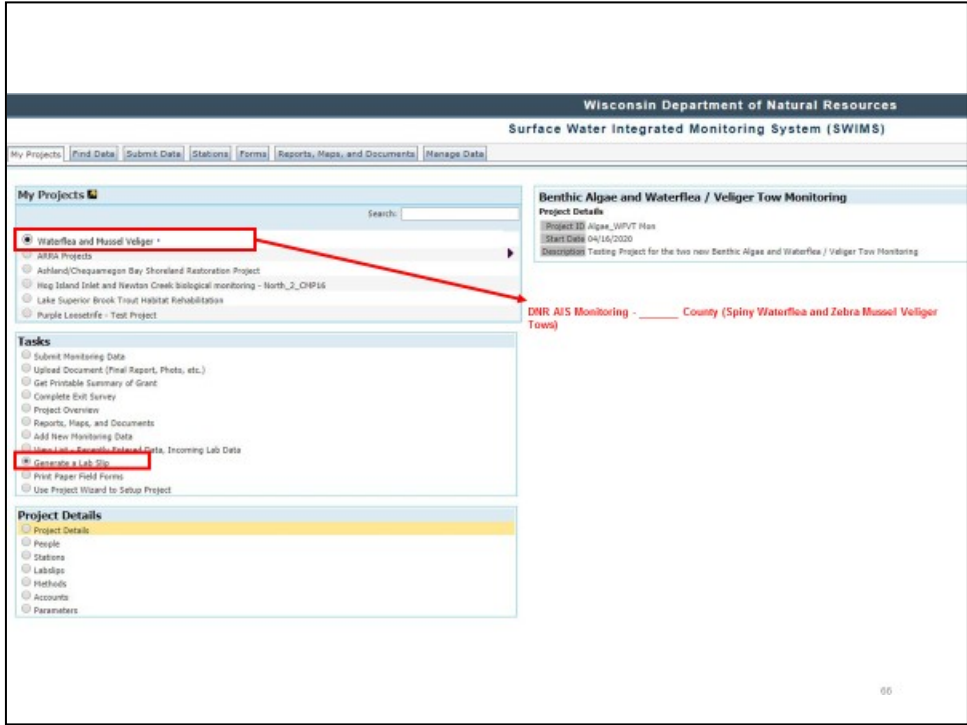 Wisconsin Department of Natural Resources
Surface Water Integrated Monitoring System (SWIMS)
My Projects Find Data Submit Data Stations Forms Reports, Maps, and Documents Manage Data
My Projects
Search:
Waterflea and Mussel Veliger *
ARRA Projects
Ashland/Chequamegon Bay Shoreland Restoration Project
Hog Island Inlet and Newton Creek biological monitoring - North_2_CMP16
Lake Superior Brook Trout Habitat Rehabilitation
Purple Loosetrife - Test Project
Tasks
Submit Monitoring Data
Upload Document (Final Report, Photo, etc.)
Get Printable Summary of Grant
Complete Exit Survey
Project Overview
Reports, Maps, and Documents
Add New Monitoring Data
View List - Recently Entered Data, Incoming Lab Data
Generate a Lab Slip
Print Paper Field Forms
Use Project Wizard to Setup Project
Project Details
Project Details
People
Stations
Labslips
Methods
Accounts
Parameters
Benthic Algae and Waterflea / Veliger Tow Monitoring
Project Details
Project ID Algae_WPVT Man
Start Date 04/16/2020
Description Testing Project for the two new Benthic Algae and Waterflea / Veliger Tow Monitoring
DNR AIS Monitoring - ______ County (Spiny Waterflea and Zebra Mussel Veliger
Tows)
66